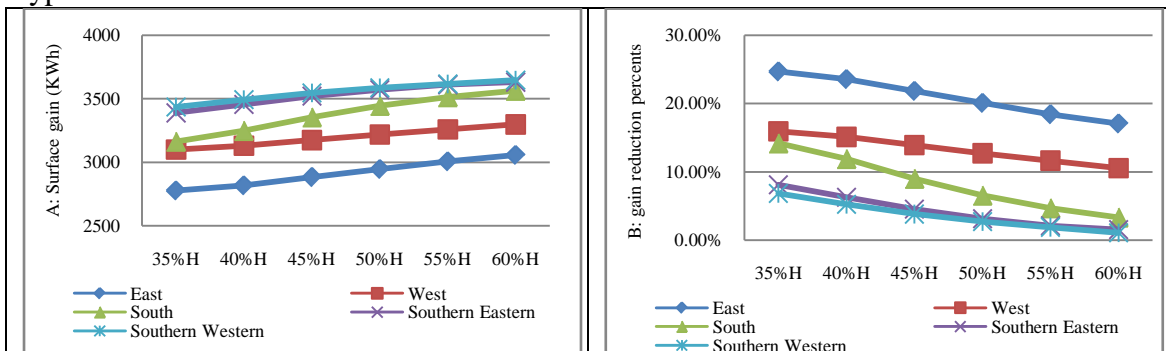 A: Surface gain (KWh)
4000
3500
3000
2500
35%H 40%H 45%H 50%H 55%H 60%H
East West
South Southern Eastern
Southern Western
B: gain reduction percents
30.00%
20.00%
10.00%
0.00%
35%H 40%H 45%H 50%H 55%H 60%H
East West
South Southern Eastern
Southern Western